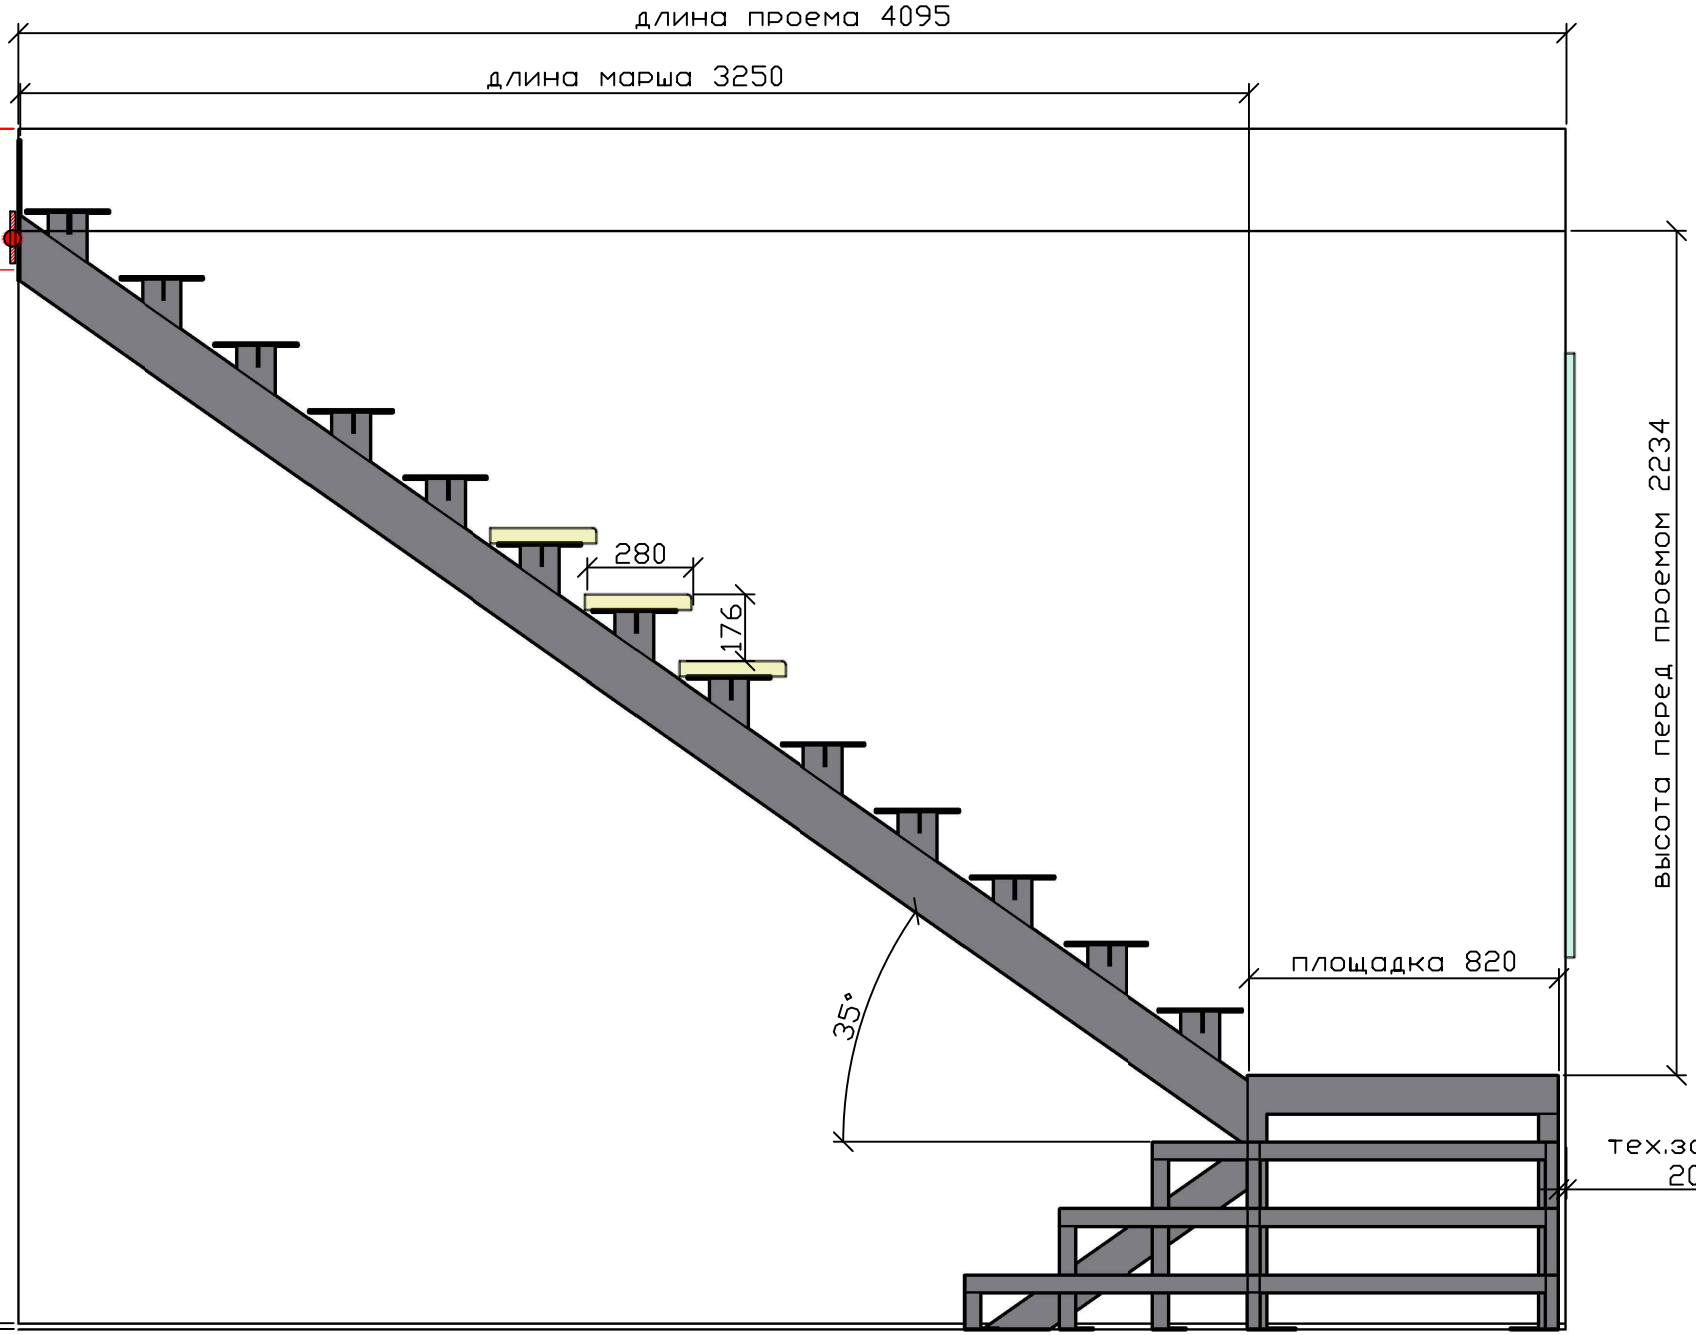 длина проема 4095
длина марша 3250
280
176
высота перед проемом 2234
площадка 820
35°